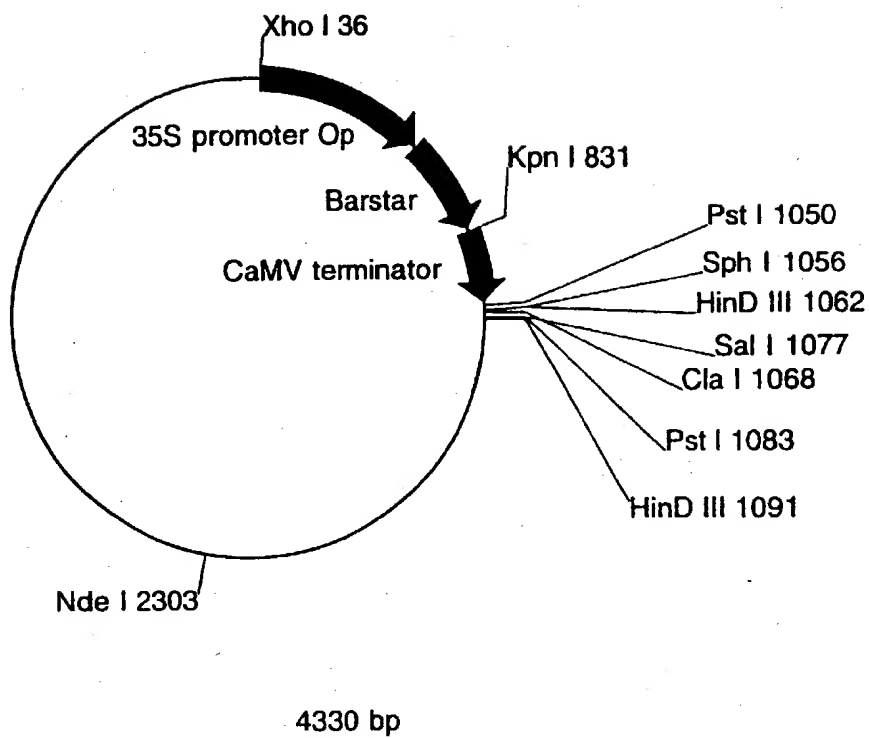 Xho I 36
35S promoter Op
Kpn I 831
Barstar
Pst I 1050
CaMV terminator
Sph I 1056
HinD III 1062
Sal I 1077
Cla I 1068
Pst I 1083
HinD III 1091
Nde I 2303
4330 bp